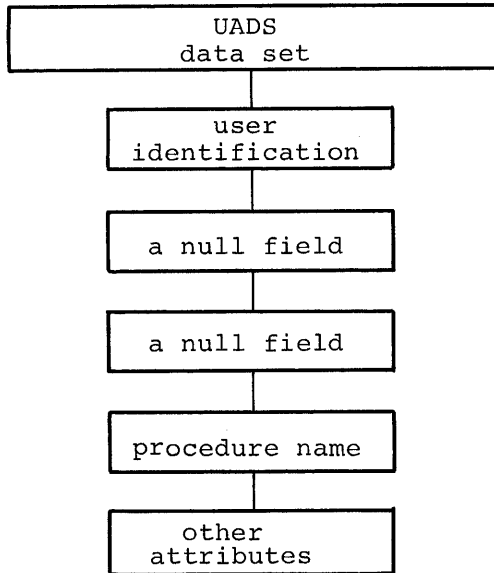 UADS
data set
user
identification
a null field
a null field
procedure name
other
attributes